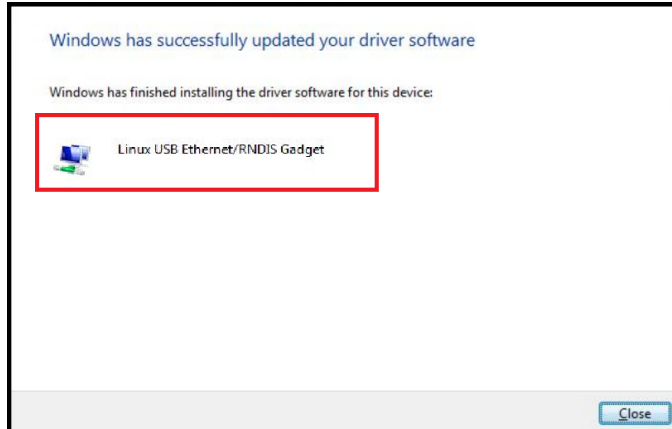 Windows has successfully updated your driver software
Windows has finished installing the driver software for this device:
Linux USB Ethernet/RNDIS Gadget
Close